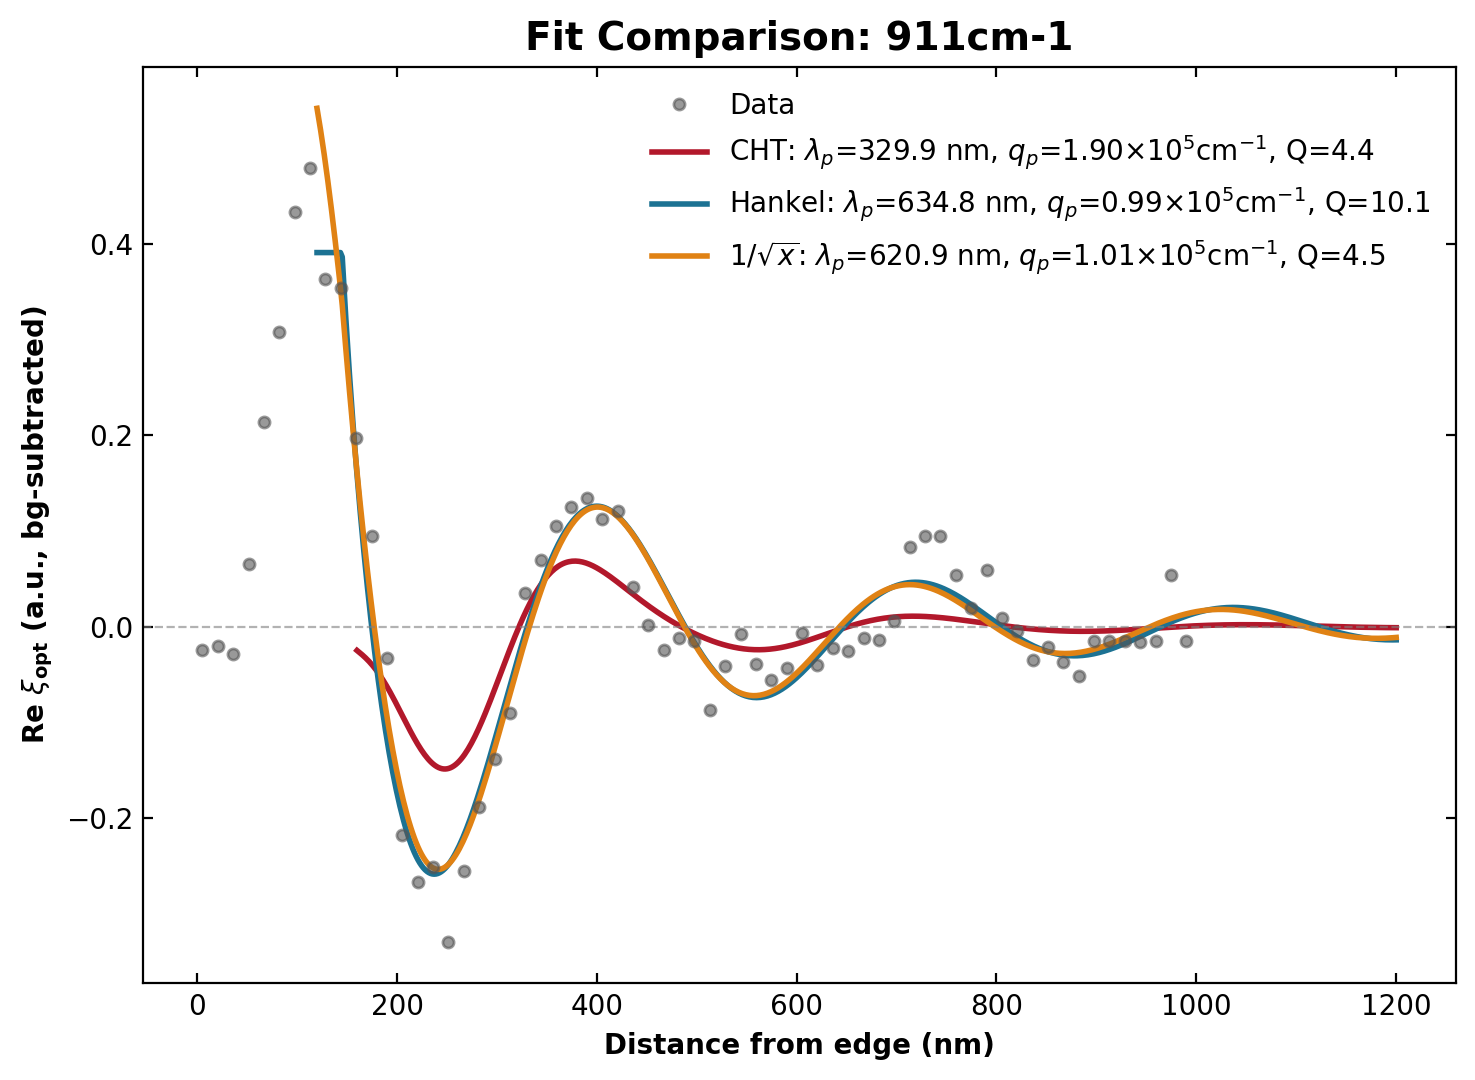 Fit Comparison: 911cm-1
Data
CHT: λp=329.9 nm, qp=1.90×10⁵cm⁻¹, Q=4.4
Hankel: λp=634.8 nm, qp=0.99×10⁵cm⁻¹, Q=10.1
1/√x: λp=620.9 nm, qp=1.01×10⁵cm⁻¹, Q=4.5
Re ξopt (a.u., bg-subtracted)
0.4
0.2
0.0
−0.2
0 200 400 600 800 1000 1200
Distance from edge (nm)